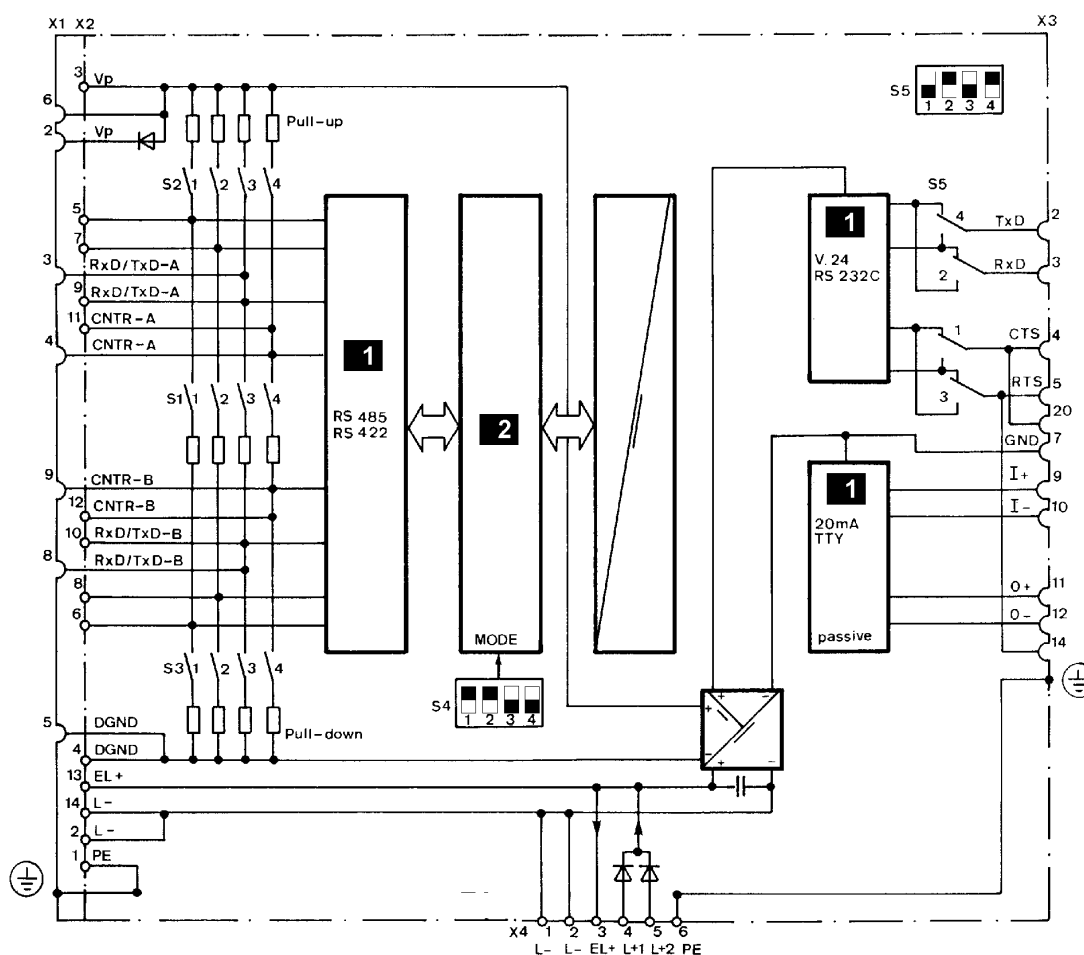 X1 X2
X3
3 Vp
6
2 Vp
Pull-up
S5
1 2 3 4
S2 1 2 3 4
5
7
3 RxD/TxD-A
9 RxD/TxD-A
11 CNTR-A
4 CNTR-A
1
RS 485
RS 422
2
MODE
1
V.24
RS 232C
S5
4 TxD 2
2 RxD 3
1 CTS 4
3 RTS 5
20
GND 7
S1 1 2 3 4
9 CNTR-B
12 CNTR-B
10 RxD/TxD-B
8 RxD/TxD-B
8
6
1
20mA
TTY
passive
I+ 9
I- 10
O+ 11
O- 12
14
S3 1 2 3 4
S4
1 2 3 4
Pull-down
5 DGND
4 DGND
13 EL+
14 L-
2 L-
1 PE
+ -
+
-
+ -
X4 1 2 3 4 5 6
L- L- EL+ L+1 L+2 PE